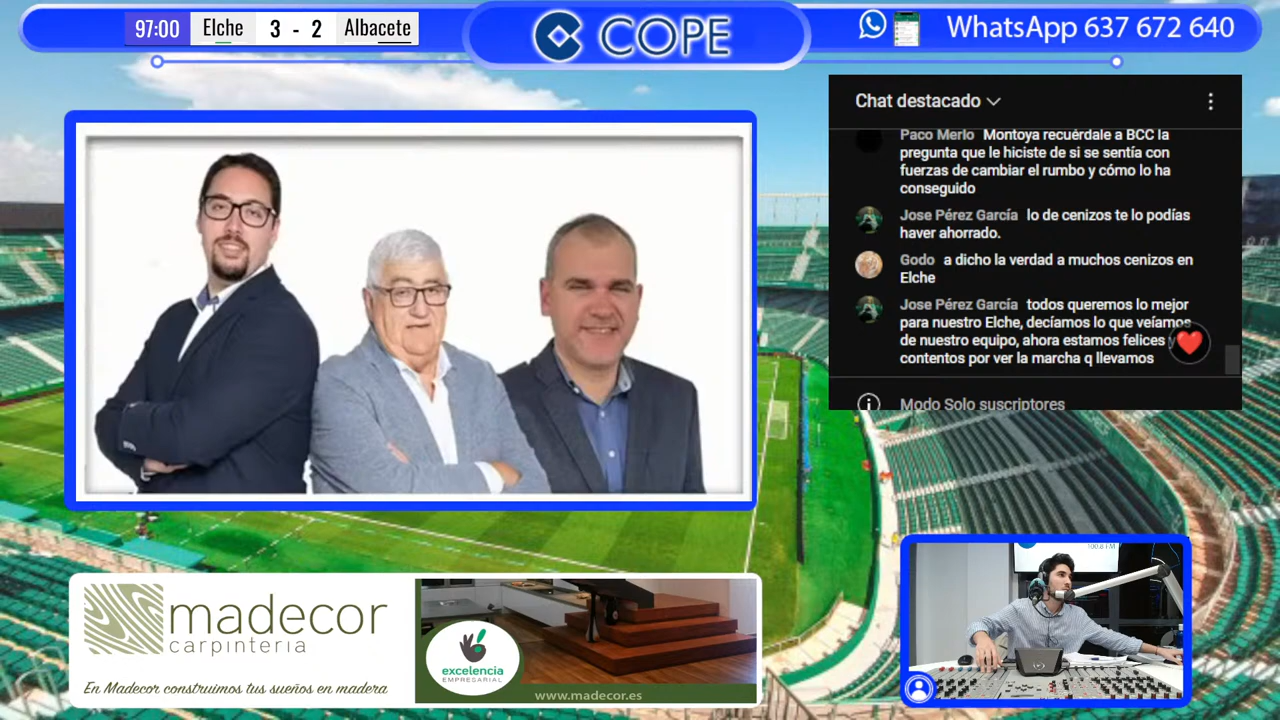 97:00 Elche 3 - 2 Albacete
COPE
WhatsApp 637 672 640
Chat destacado
Paco Merlo Montoya recuérdale a BCC la
pregunta que le hiciste de si se sentía con
fuerzas de cambiar el rumbo y cómo lo ha
conseguido
Jose Pérez García lo de cenizos te lo podías
haver ahorrado.
Godo a dicho la verdad a muchos cenizos en
Elche
Jose Pérez García todos queremos lo mejor
para nuestro Elche, decíamos lo que veíamos
de nuestro equipo, ahora estamos felices y
contentos por ver la marcha q llevamos
Modo Solo suscriptores
madecor
carpintería
En Madecor construimos tus sueños en madera
excelencia
EMPRESARIAL
www.madecor.es
100.8 FM